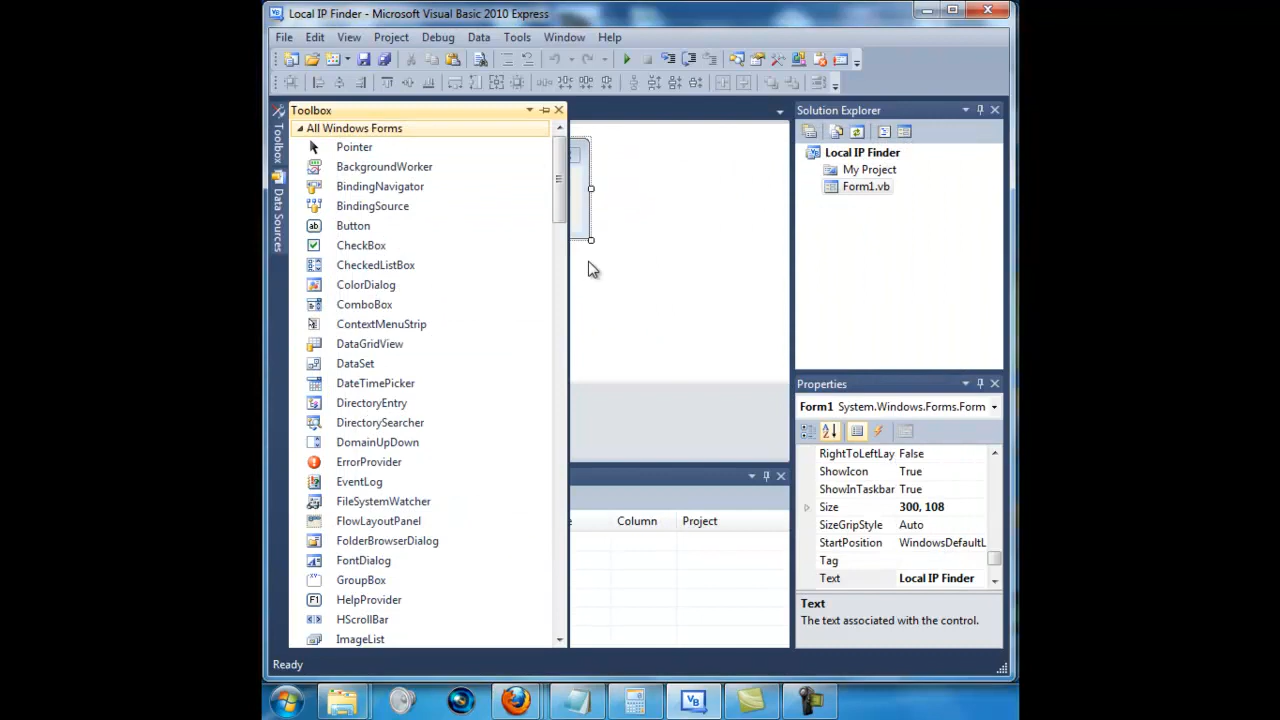 Local IP Finder - Microsoft Visual Basic 2010 Express
File Edit View Project Debug Data Tools Window Help
Toolbox
Data Sources
Toolbox
All Windows Forms
Pointer
BackgroundWorker
BindingNavigator
BindingSource
Button
CheckBox
CheckedListBox
ColorDialog
ComboBox
ContextMenuStrip
DataGridView
DataSet
DateTimePicker
DirectoryEntry
DirectorySearcher
DomainUpDown
ErrorProvider
EventLog
FileSystemWatcher
FlowLayoutPanel
FolderBrowserDialog
FontDialog
GroupBox
HelpProvider
HScrollBar
ImageList
Column Project
Solution Explorer
Local IP Finder
My Project
Form1.vb
Properties
Form1 System.Windows.Forms.Form
RightToLeftLay False
ShowIcon True
ShowInTaskbar True
Size 300, 108
SizeGripStyle Auto
StartPosition WindowsDefaultL
Tag
Text Local IP Finder
Text
The text associated with the control.
Ready